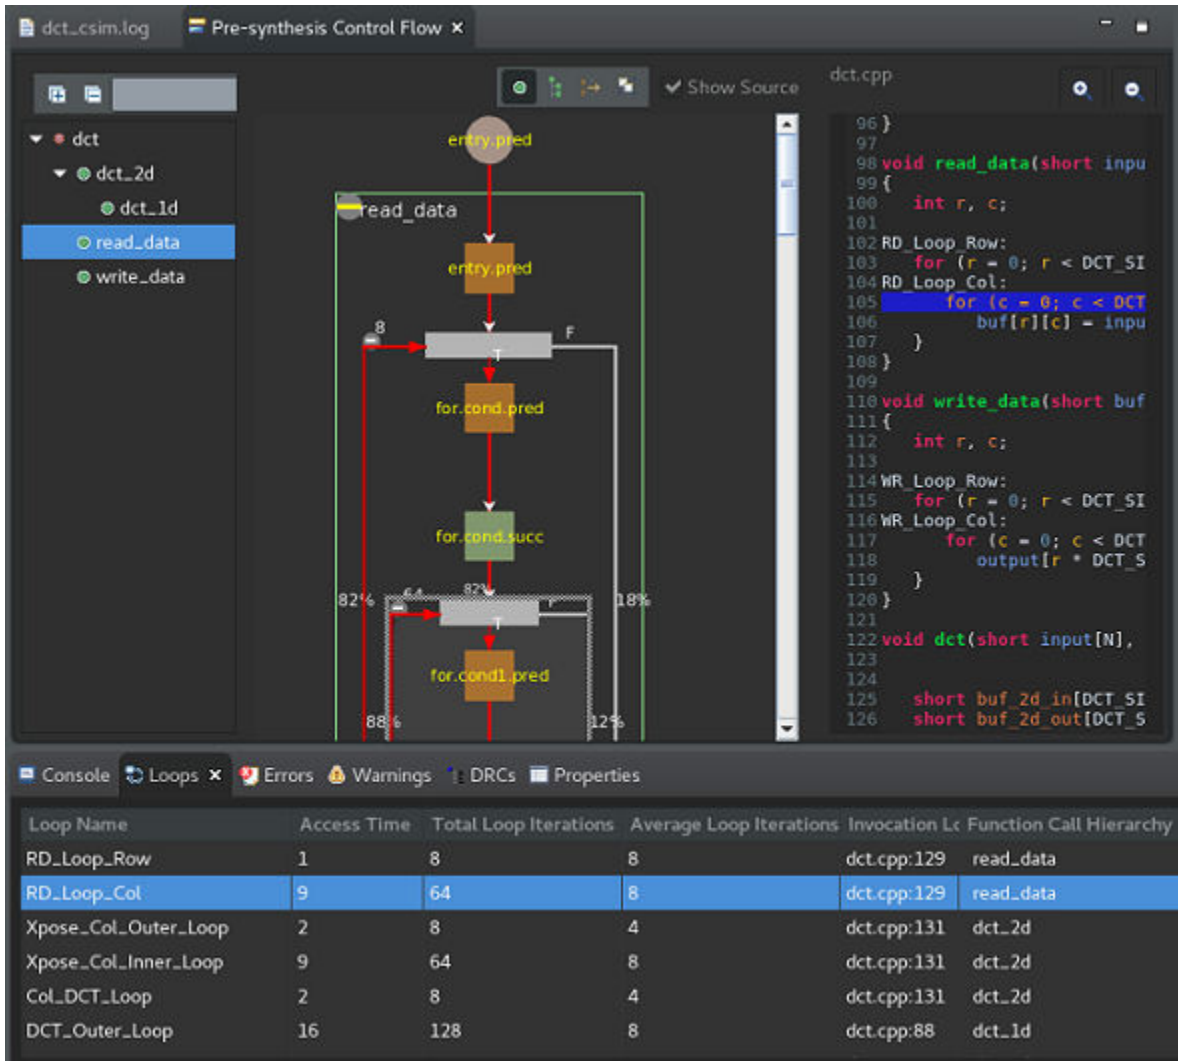 dct_csim.log
Pre-synthesis Control Flow ×
Show Source
dct.cpp
dct
dct_2d
dct_1d
read_data
write_data
entry.pred
read_data
entry.pred
8
F
T
for.cond.pred
for.cond.succ
82%
64
82%
F
18%
T
for.cond1.pred
88%
12%
96 }
97
98 void read_data(short inpu
99 {
100 int r, c;
101
102 RD_Loop_Row:
103 for (r = 0; r < DCT_SI
104 RD_Loop_Col:
105 for (c = 0; c < DCT
106 buf[r][c] = inpu
107 }
108 }
109
110 void write_data(short buf
111 {
112 int r, c;
113
114 WR_Loop_Row:
115 for (r = 0; r < DCT_SI
116 WR_Loop_Col:
117 for (c = 0; c < DCT
118 output[r * DCT_S
119 }
120 }
121
122 void dct(short input[N],
123
124
125 short buf_2d_in[DCT_SI
126 short buf_2d_out[DCT_S
Console Loops × Errors Warnings DRCs Properties
Loop Name Access Time Total Loop Iterations Average Loop Iterations Invocation Lc Function Call Hierarchy
RD_Loop_Row 1 8 8 dct.cpp:129 read_data
RD_Loop_Col 9 64 8 dct.cpp:129 read_data
Xpose_Col_Outer_Loop 2 8 4 dct.cpp:131 dct_2d
Xpose_Col_Inner_Loop 9 64 8 dct.cpp:131 dct_2d
Col_DCT_Loop 2 8 4 dct.cpp:131 dct_2d
DCT_Outer_Loop 16 128 8 dct.cpp:88 dct_1d